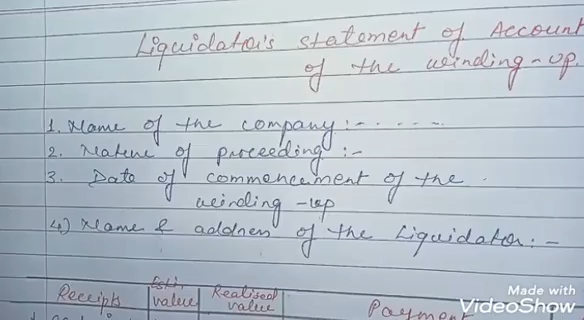 Liquidator's statement of Account
of the winding-up.
1. Name of the company:-.....
2. Nature of proceeding :-
3. Date of commencement of the
winding-up
4) Name & address of the Liquidator:-
Receipts Esti. value Realised value Payment
Made with
VideoShow